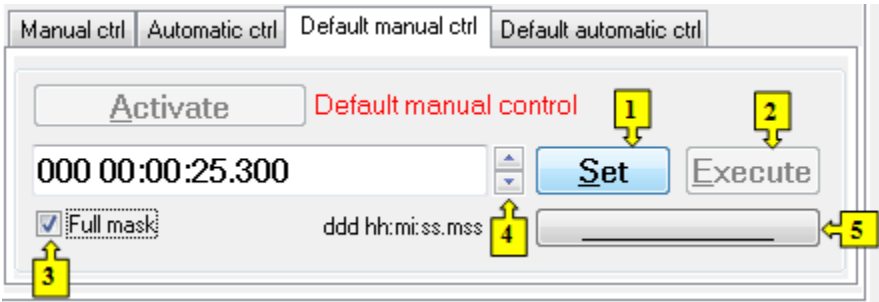 Manual ctrl Automatic ctrl Default manual ctrl Default automatic ctrl
Activate Default manual control 1 2
000 00:00:25.300 Set Execute
Full mask ddd hh:mi:ss.mss 4 5
3